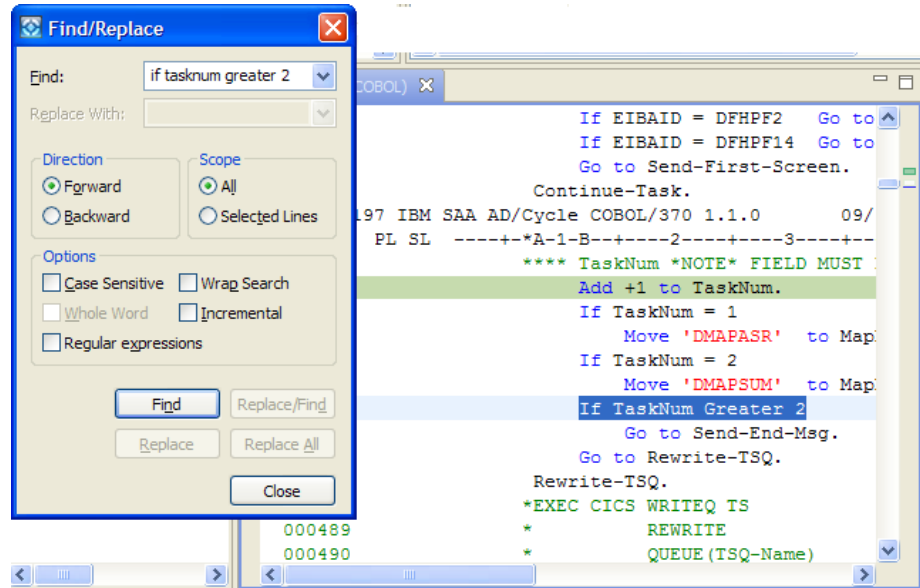 Find/Replace
Find:
if tasknum greater 2
Replace With:
Direction
Forward
Backward
Scope
All
Selected Lines
Options
Case Sensitive
Wrap Search
Whole Word
Incremental
Regular expressions
Find
Replace/Find
Replace
Replace All
Close
COBOL)
If EIBAID = DFHPF2   Go to
If EIBAID = DFHPF14  Go to
Go to Send-First-Screen.
Continue-Task.
197 IBM SAA AD/Cycle COBOL/370 1.1.0       09/
PL SL  ----+-*A-1-B--+----2----+----3----+--
**** TaskNum *NOTE* FIELD MUST
Add +1 to TaskNum.
If TaskNum = 1
Move 'DMAPASR'  to Map
If TaskNum = 2
Move 'DMAPSUM'  to Map
If TaskNum Greater 2
Go to Send-End-Msg.
Go to Rewrite-TSQ.
Rewrite-TSQ.
*EXEC CICS WRITEQ TS
000489 *       REWRITE
000490 *       QUEUE(TSQ-Name)